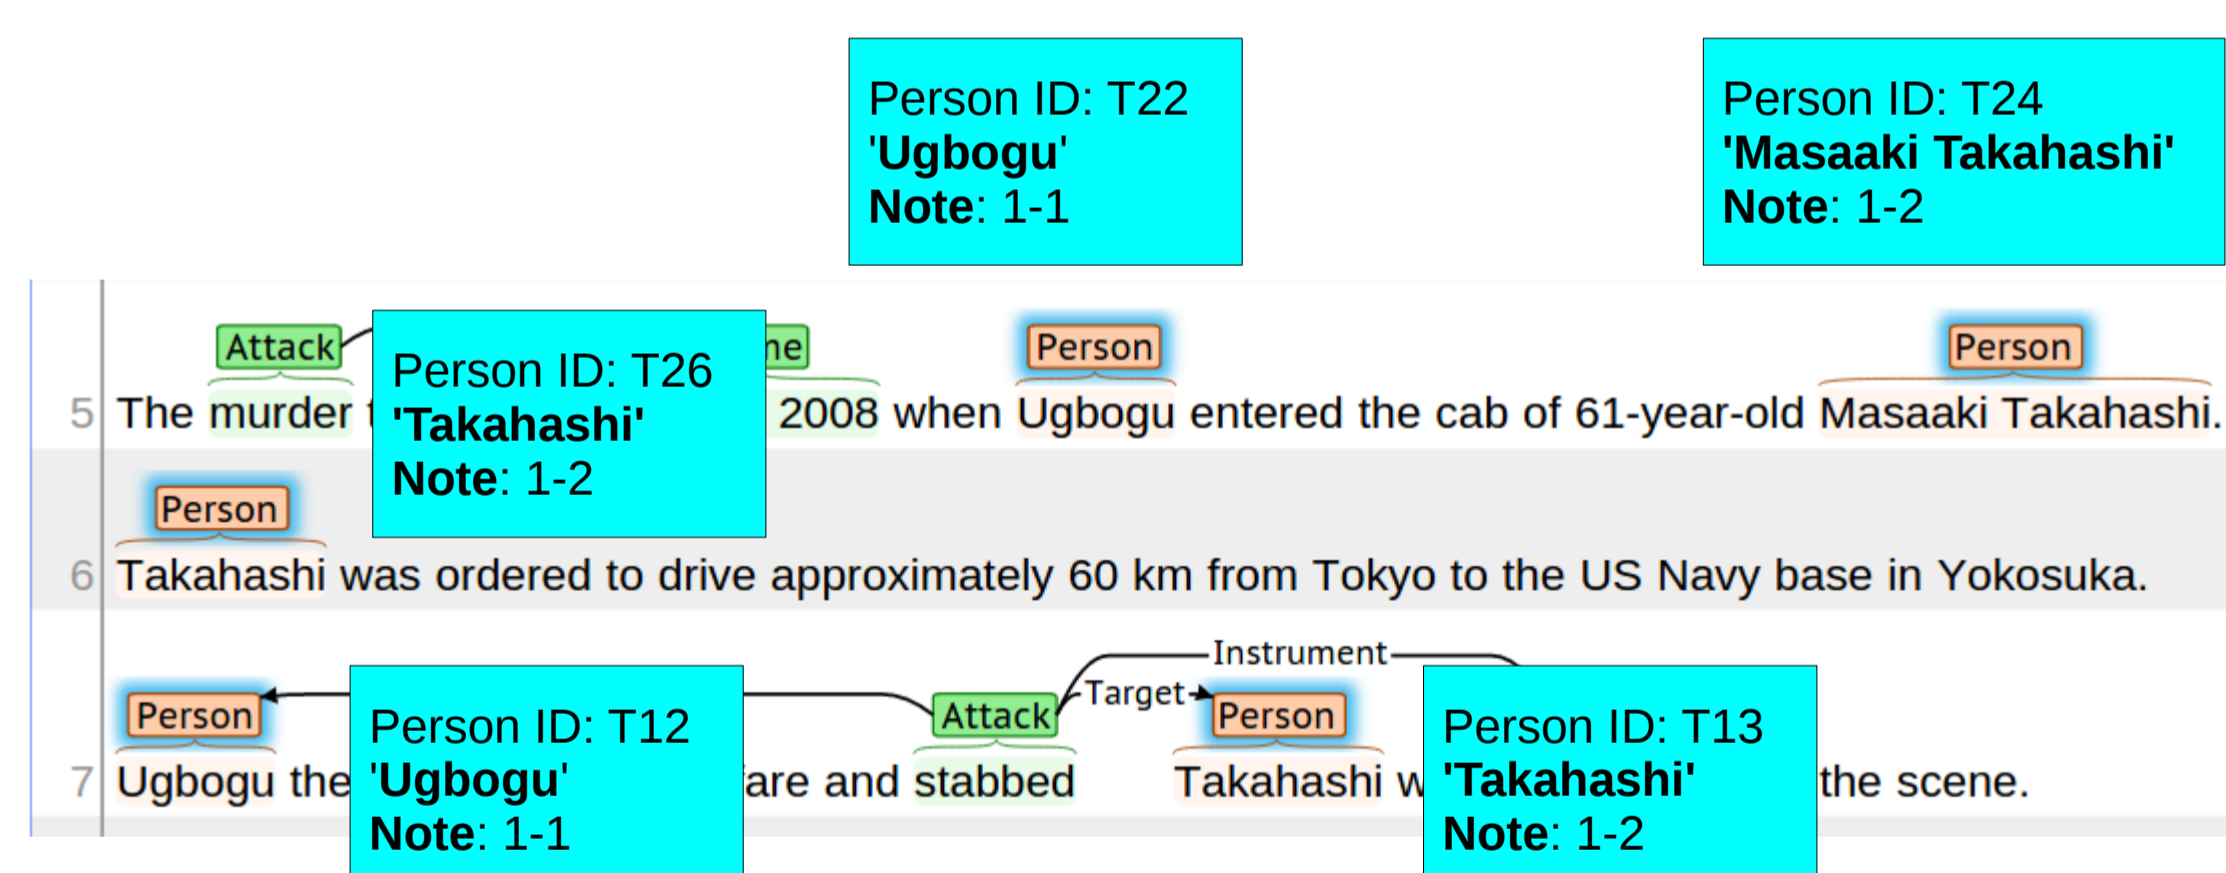 Person ID: T22
'Ugbogu'
Note: 1-1
Person ID: T24
'Masaaki Takahashi'
Note: 1-2
Attack
Person
Person
Person ID: T26
'Takahashi'
Note: 1-2
5 The murder 2008 when Ugbogu entered the cab of 61-year-old Masaaki Takahashi.
Person
6 Takahashi was ordered to drive approximately 60 km from Tokyo to the US Navy base in Yokosuka.
Instrument
Target
Person
Attack
Person
Person ID: T12
'Ugbogu'
Note: 1-1
Person ID: T13
'Takahashi'
Note: 1-2
7 Ugbogu the and stabbed Takahashi the scene.